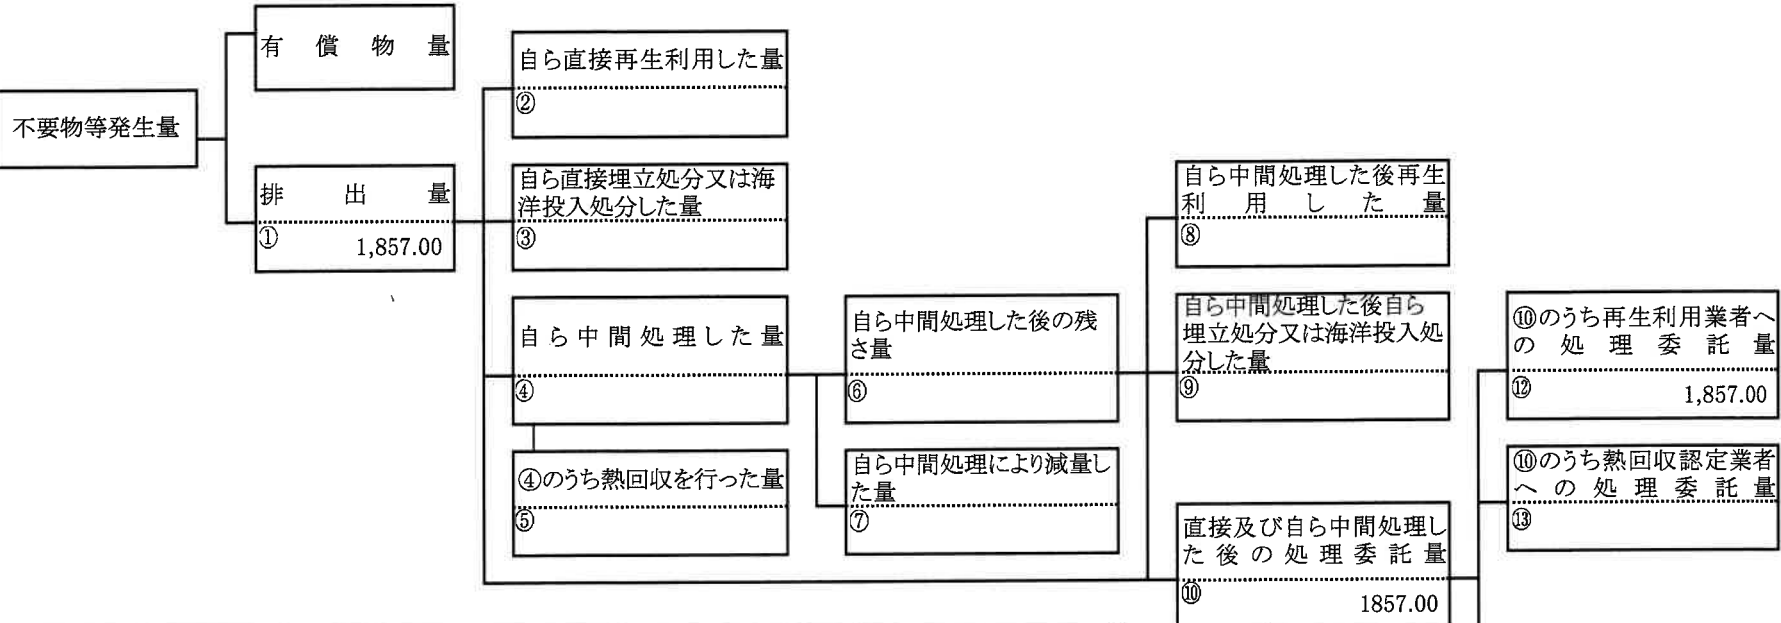 有償物量
不要物等発生量
排出量
①
1,857.00
自ら直接再生利用した量
②
自ら直接埋立処分又は海
洋投入処分した量
③
自ら中間処理した量
④
④のうち熱回収を行った量
⑤
自ら中間処理した後の残
さ量
⑥
自ら中間処理により減量し
た量
⑦
自ら中間処理した後再生
利用した量
⑧
自ら中間処理した後自ら
埋立処分又は海洋投入処
分した量
⑨
直接及び自ら中間処理し
た後の処理委託量
⑩
1857.00
⑩のうち再生利用業者へ
の処理委託量
⑫
1,857.00
⑩のうち熱回収認定業者
への処理委託量
⑬